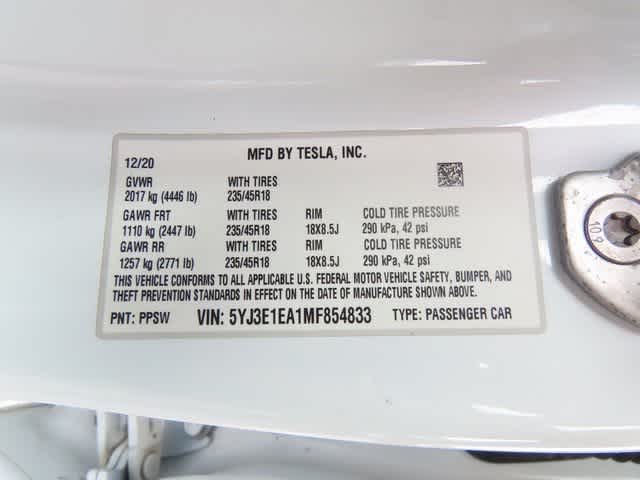 12/20 MFD BY TESLA, INC.
GVWR WITH TIRES
2017 kg (4446 lb) 235/45R18
GAWR FRT WITH TIRES RIM COLD TIRE PRESSURE
1110 kg (2447 lb) 235/45R18 18X8.5J 290 kPa, 42 psi
GAWR RR WITH TIRES RIM COLD TIRE PRESSURE
1257 kg (2771 lb) 235/45R18 18X8.5J 290 kPa, 42 psi
THIS VEHICLE CONFORMS TO ALL APPLICABLE U.S. FEDERAL MOTOR VEHICLE SAFETY, BUMPER, AND
THEFT PREVENTION STANDARDS IN EFFECT ON THE DATE OF MANUFACTURE SHOWN ABOVE.
PNT: PPSW VIN: 5YJ3E1EA1MF854833 TYPE: PASSENGER CAR
10.9